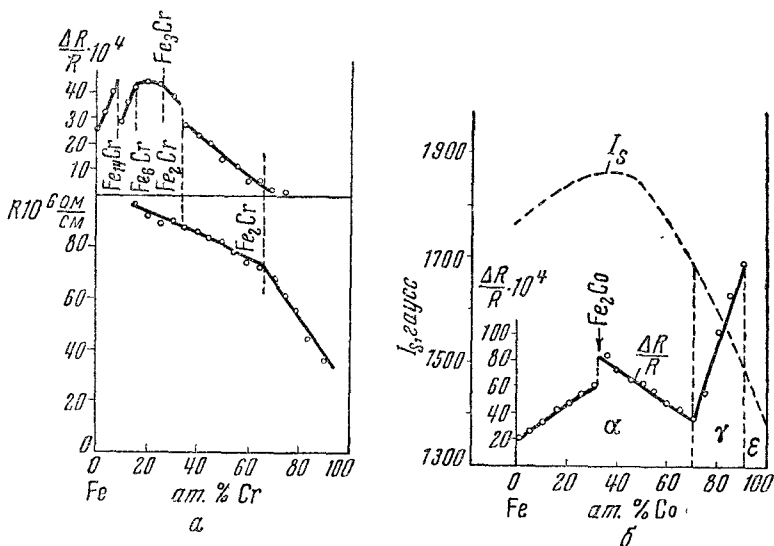 ΔR/R·10⁴
40
30
20
10
Fe₁₄Cr
Fe₆Cr
Fe₂Cr
Fe₃Cr
R10⁶ ом/см
80
60
40
20
0
Fe₂Cr
0 20 40 60 80 100
Fe ат. % Cr
а
1900
1700
1500
1300
I_s, гаусс
I_s
ΔR/R·10⁴
100
80
60
40
20
Fe₂Co
ΔR/R
α
γ
ε
0 20 40 60 80 100
Fe ат. % Co
б